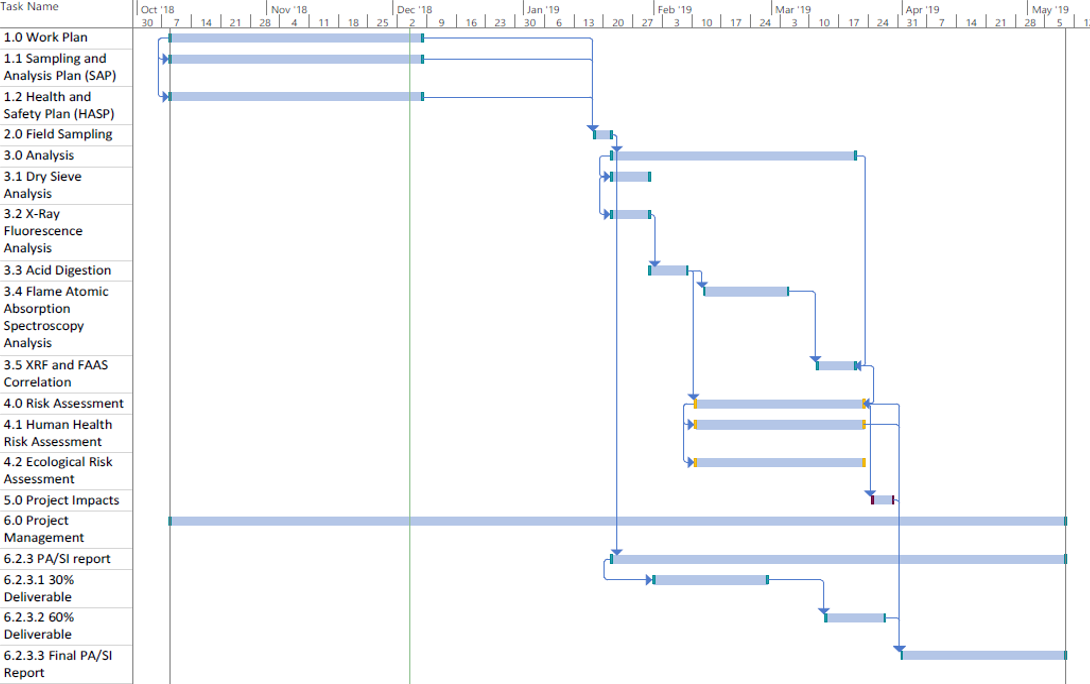 Task Name
Oct '18 Nov '18 Dec '18 Jan '19 Feb '19 Mar '19 Apr '19 May '19
30 7 14 21 28 4 11 18 25 2 9 16 23 30 6 13 20 27 3 10 17 24 3 10 17 24 31 7 14 21 28 5
1.0 Work Plan
1.1 Sampling and
Analysis Plan (SAP)
1.2 Health and
Safety Plan (HASP)
2.0 Field Sampling
3.0 Analysis
3.1 Dry Sieve
Analysis
3.2 X-Ray
Fluorescence
Analysis
3.3 Acid Digestion
3.4 Flame Atomic
Absorption
Spectroscopy
Analysis
3.5 XRF and FAAS
Correlation
4.0 Risk Assessment
4.1 Human Health
Risk Assessment
4.2 Ecological Risk
Assessment
5.0 Project Impacts
6.0 Project
Management
6.2.3 PA/SI report
6.2.3.1 30%
Deliverable
6.2.3.2 60%
Deliverable
6.2.3.3 Final PA/SI
Report